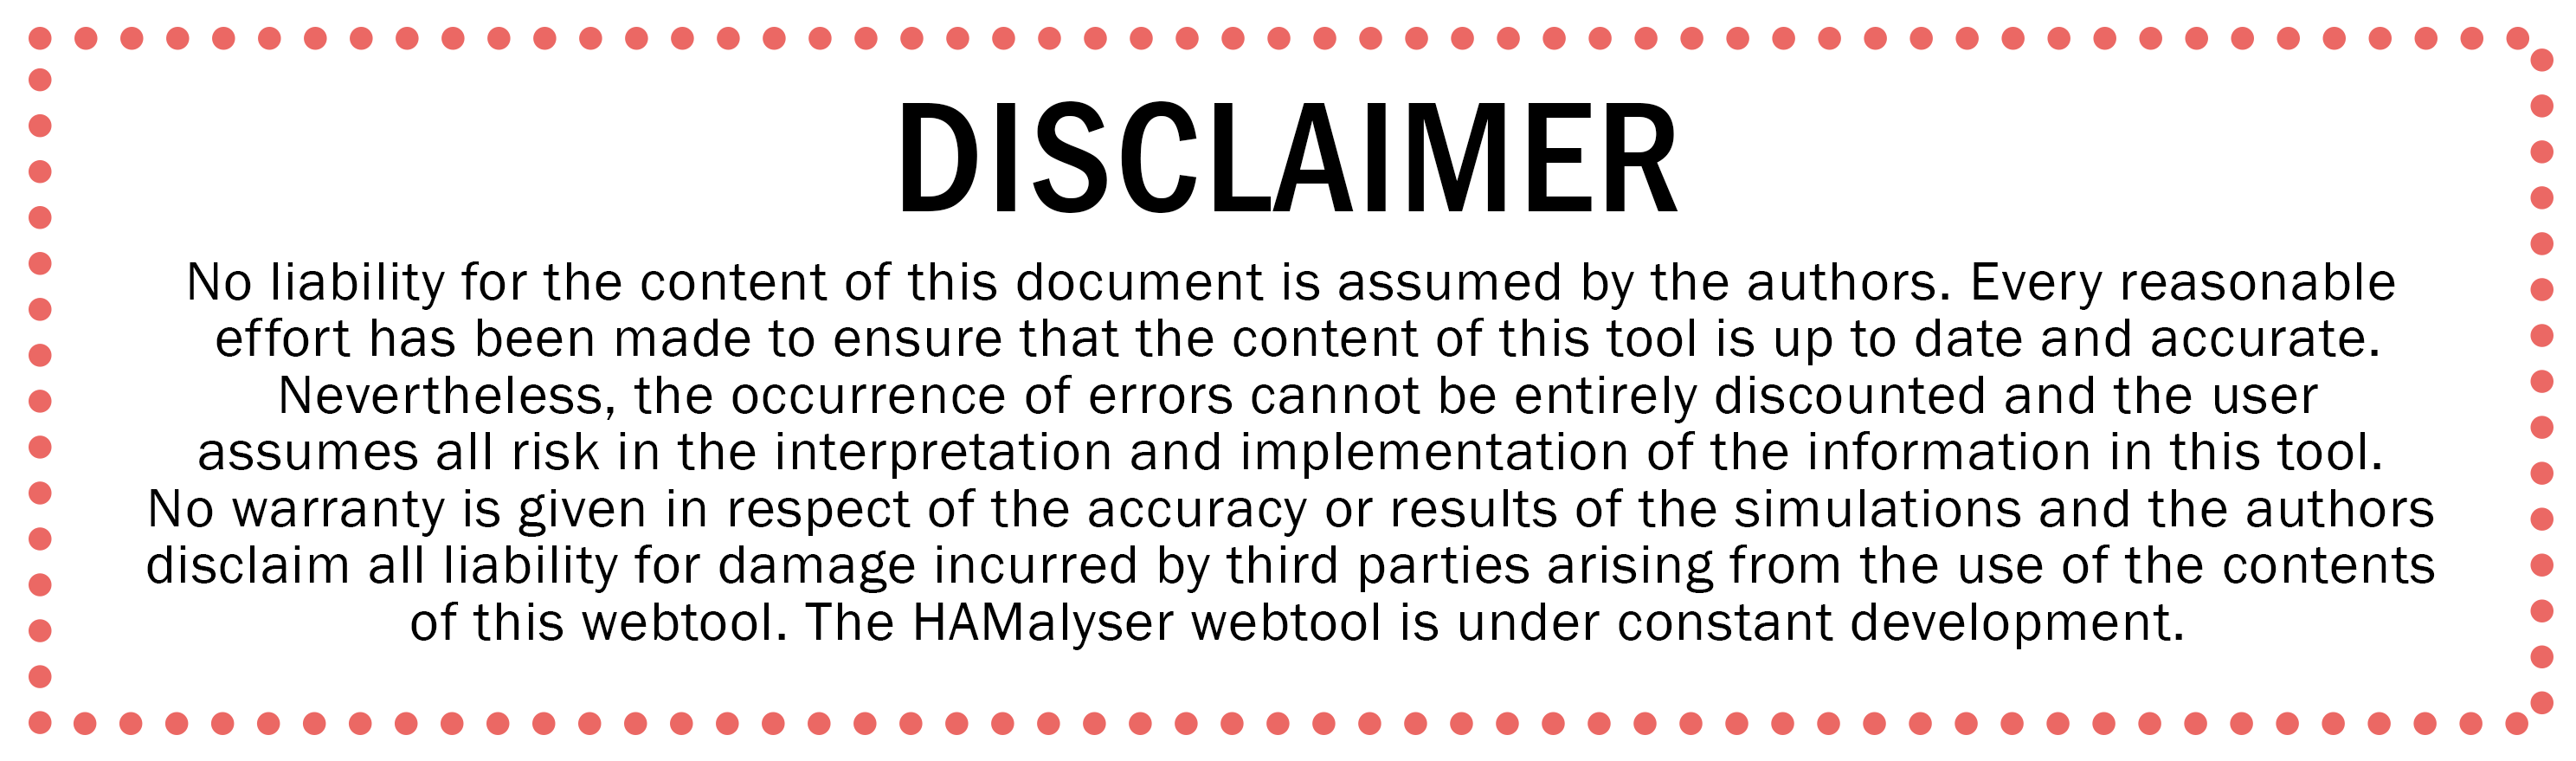 DISCLAIMER
No liability for the content of this document is assumed by the authors. Every reasonable
effort has been made to ensure that the content of this tool is up to date and accurate.
Nevertheless, the occurrence of errors cannot be entirely discounted and the user
assumes all risk in the interpretation and implementation of the information in this tool.
No warranty is given in respect of the accuracy or results of the simulations and the authors
disclaim all liability for damage incurred by third parties arising from the use of the contents
of this webtool. The HAMalyser webtool is under constant development.